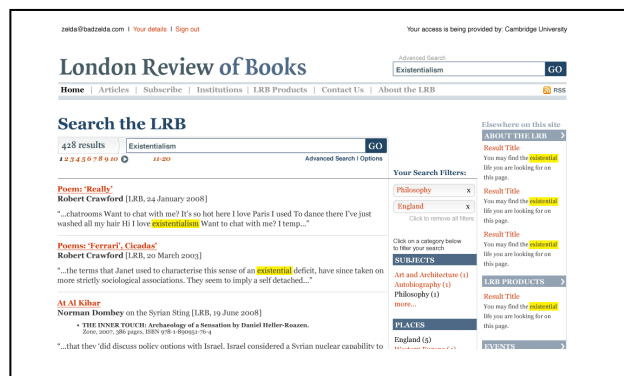 zelda@badzelda.com | Your details | Sign out
Your access is being provided by: Cambridge University
London Review of Books
Advanced Search
Existentialism GO
Home | Articles | Subscribe | Institutions | LRB Products | Contact Us | About the LRB
RSS
Search the LRB
428 results Existentialism GO
1 2 3 4 5 6 7 8 9 10 11-20 Advanced Search | Options
Poem: ‘Really’
Robert Crawford [LRB, 24 January 2008]
“...chatrooms Want to chat with me? It’s so hot here I love Paris I used To dance there I’ve just
washed all my hair Hi I love existentialism Want to chat with me? I temp...”
Poems: ‘Ferrari’, Cicadas’
Robert Crawford [LRB, 20 March 2003]
“...the terms that Janet used to characterise this sense of an existential deficit, have since taken on
more strictly sociological associations. They seem to imply a self detached...”
At Al Kibar
Norman Dombey on the Syrian Sting [LRB, 19 June 2008]
• THE INNER TOUCH: Archaeology of a Sensation by Daniel Heller-Roazen.
Zone, 2007, 386 pages, ISBN 978-1-890951-76-4
“...that they ‘did discuss policy options with Israel. Israel considered a Syrian nuclear capability to
Your Search Filters:
Philosophy x
England x
Click to remove all filters
Click on a category below
to filter your search
SUBJECTS
Art and Architecture (1)
Autobiography (1)
Philosophy (1)
more...
PLACES
England (5)
Western Europe (1)
Elsewhere on this site
ABOUT THE LRB
Result Title
You may find the existential
life you are looking for on
this page.
Result Title
You may find the existential
life you are looking for on
this page.
Result Title
You may find the existential
life you are looking for on
this page.
LRB PRODUCTS
Result Title
You may find the existential
life you are looking for on
this page.
EVENTS